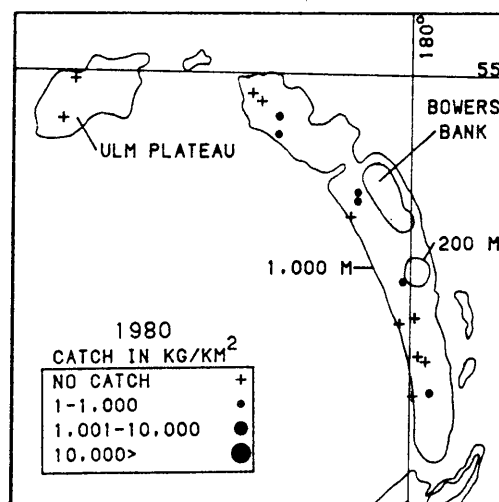 180°
55
BOWERS
BANK
ULM PLATEAU
200 M
1,000 M
1980
CATCH IN KG/KM²
NO CATCH
1-1,000
1,001-10,000
10,000>